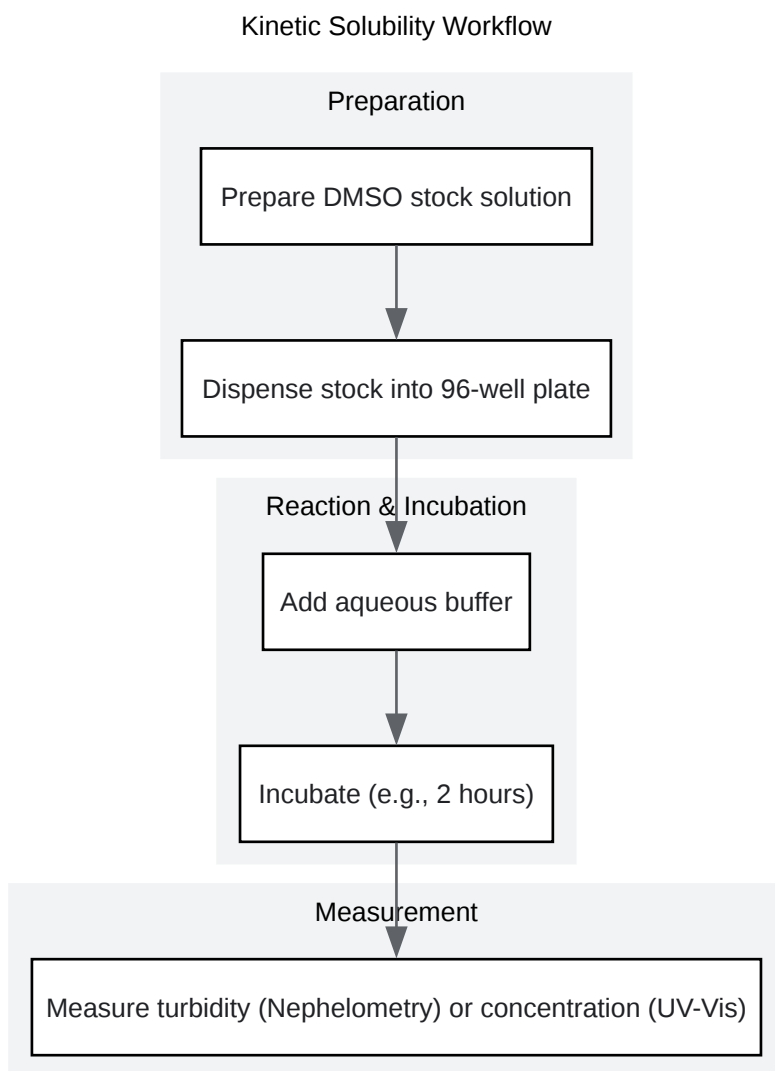 Kinetic Solubility Workflow
Preparation
Prepare DMSO stock solution
Dispense stock into 96-well plate
Reaction & Incubation
Add aqueous buffer
Incubate (e.g., 2 hours)
Measurement
Measure turbidity (Nephelometry) or concentration (UV-Vis)